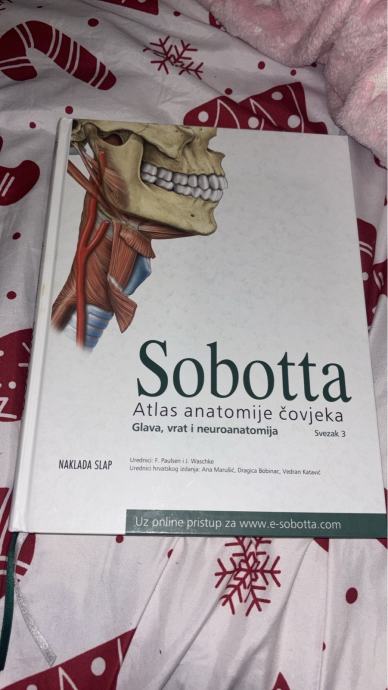 Sobotta
Atlas anatomije čovjeka
Glava, vrat i neuroanatomija
Svezak 3
NAKLADA SLAP
Urednici: F. Paulsen i J. Waschke
Urednici hrvatskog izdanja: Ana Marušić, Dragica Bobinac, Vedran Katavić
Uz online pristup za www.e-sobotta.com